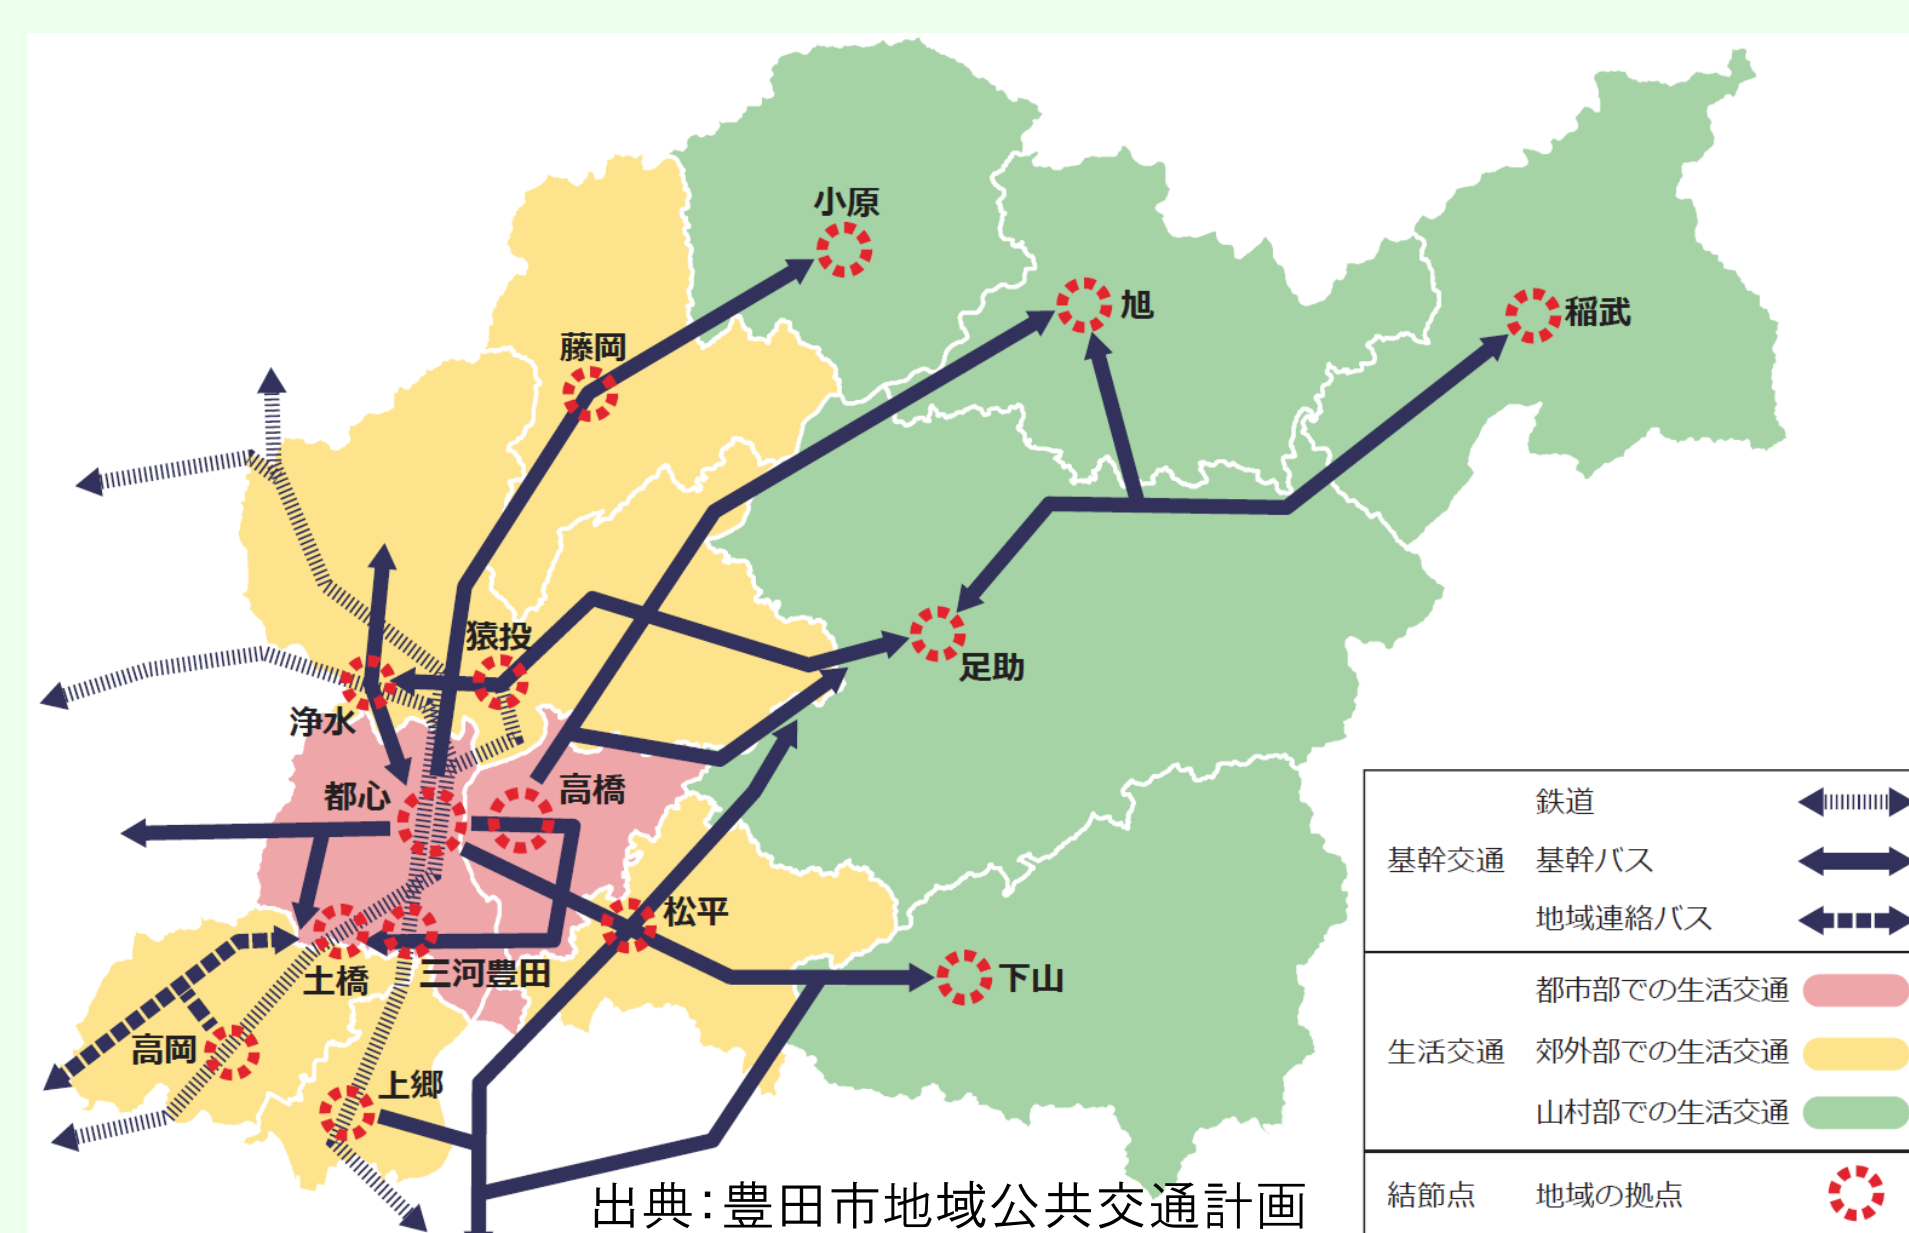 小原
旭
稲武
藤岡
猿投
足助
浄水
都心
高橋
松平
土橋
三河豊田
下山
高岡
上郷
鉄道
基幹交通 基幹バス
地域連絡バス
都市部での生活交通
生活交通 郊外部での生活交通
山村部での生活交通
結節点 地域の拠点
出典：豊田市地域公共交通計画